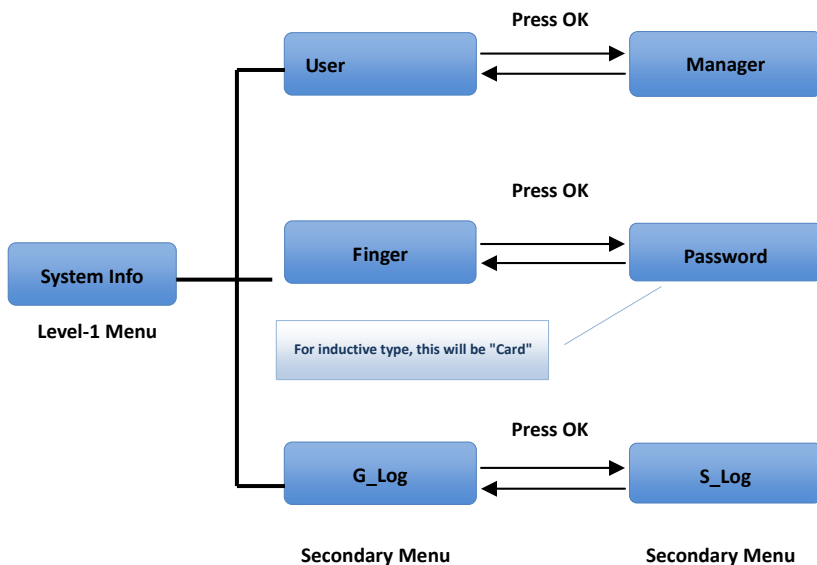 Press OK
User
Manager
Press OK
Finger
Password
System Info
Level-1 Menu
For inductive type, this will be "Card"
Press OK
G_Log
S_Log
Secondary Menu
Secondary Menu